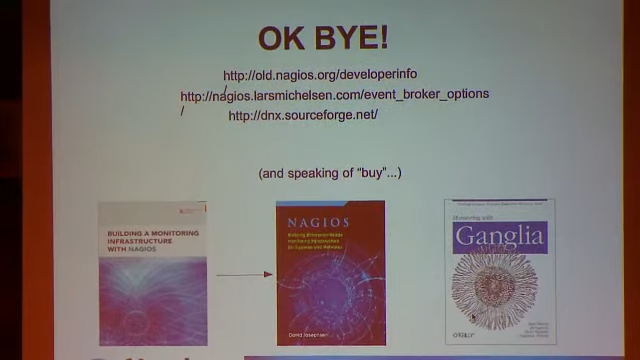 OK BYE!
http://old.nagios.org/developerinfo
/
http://nagios.larsmichelsen.com/event_broker_options
/
http://dnx.sourceforge.net/
(and speaking of "buy"...)
BUILDING A MONITORING
INFRASTRUCTURE
WITH NAGIOS
NAGIOS
David Josephsen
Monitoring with
Ganglia